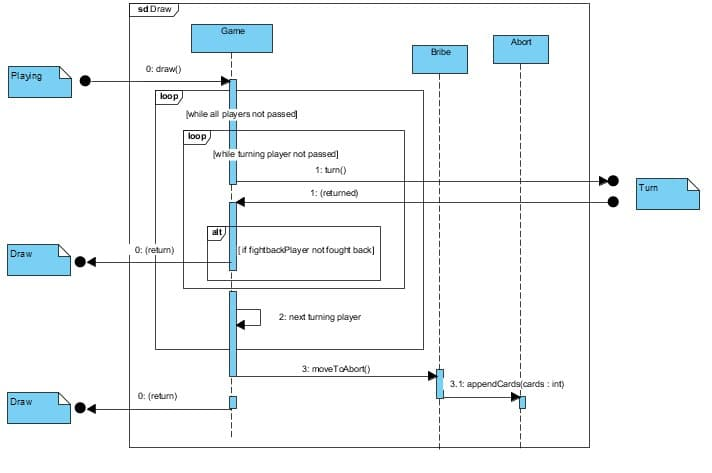 sd Draw
Game
Bribe
Abort
Playing
0: draw()
loop
[while all players not passed]
loop
[while turning player not passed]
1: turn()
1: (returned)
Turn
alt
[if fightbackPlayer not fought back]
0: (return)
Draw
2: next turning player
3: moveToAbort()
3.1: appendCards(cards : int)
0: (return)
Draw